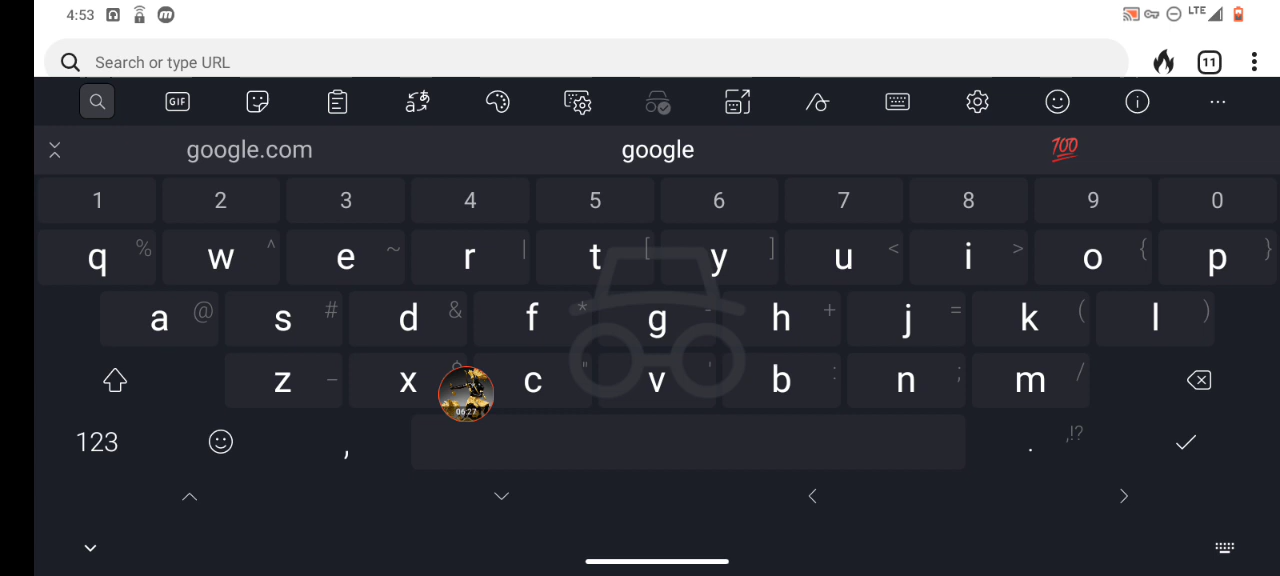 4:53 LTE
Search or type URL 11
GIF
google.com google 💯
1 2 3 4 5 6 7 8 9 0
q % w ^ e ~ r | t [ y ] u < i > o { p }
a @ s # d & f * g - h + j = k ( l )
z _ x c " v ' b : n ; m /
06:27
123 , . ,!?